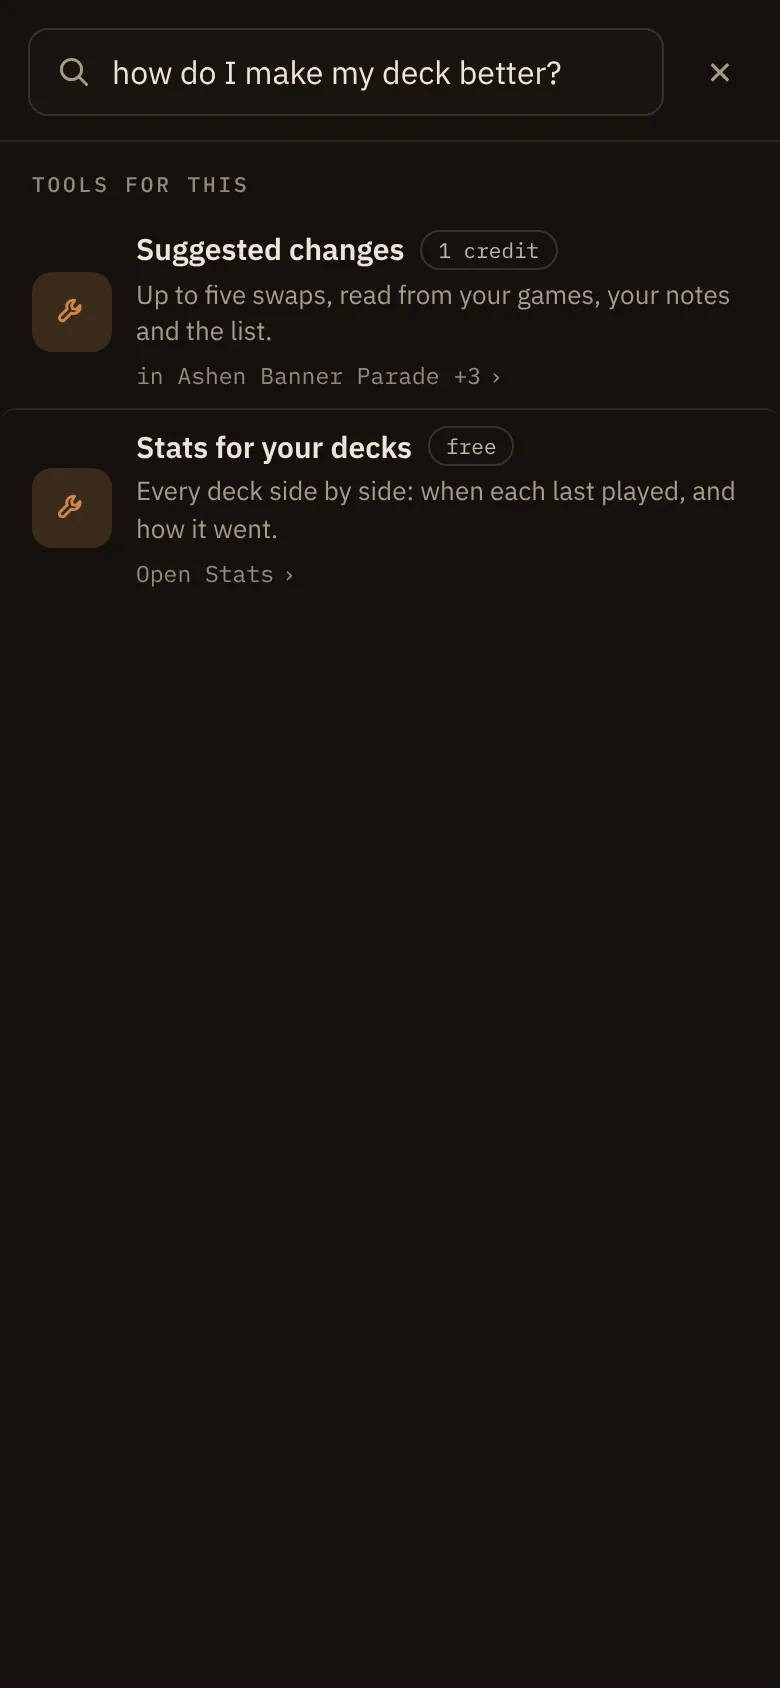 how do I make my deck better?
TOOLS FOR THIS
Suggested changes 1 credit
Up to five swaps, read from your games, your notes
and the list.
in Ashen Banner Parade +3 ›
Stats for your decks free
Every deck side by side: when each last played, and
how it went.
Open Stats ›